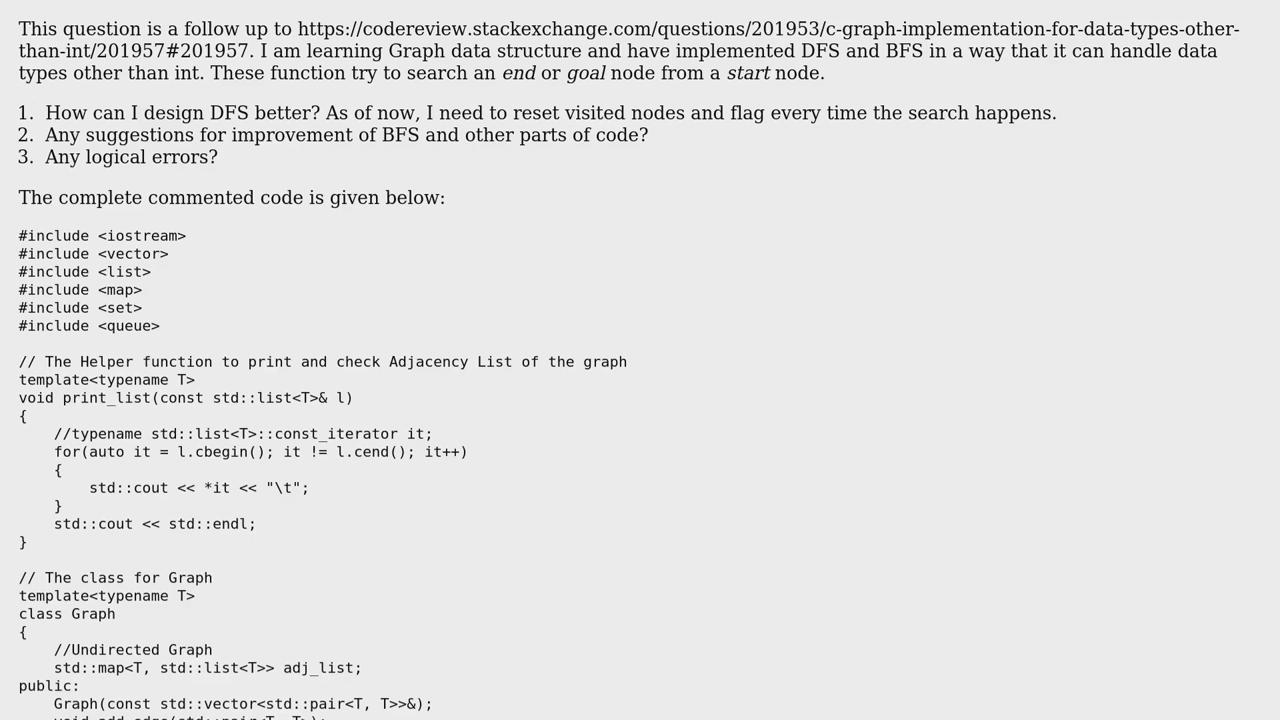 This question is a follow up to https://codereview.stackexchange.com/questions/201953/c-graph-implementation-for-data-types-other-
than-int/201957#201957. I am learning Graph data structure and have implemented DFS and BFS in a way that it can handle data
types other than int. These function try to search an end or goal node from a start node.
1. How can I design DFS better? As of now, I need to reset visited nodes and flag every time the search happens.
2. Any suggestions for improvement of BFS and other parts of code?
3. Any logical errors?
The complete commented code is given below:
#include <iostream>
#include <vector>
#include <list>
#include <map>
#include <set>
#include <queue>
// The Helper function to print and check Adjacency List of the graph
template<typename T>
void print_list(const std::list<T>& l)
{
    //typename std::list<T>::const_iterator it;
    for(auto it = l.cbegin(); it != l.cend(); it++)
    {
        std::cout << *it << "\t";
    }
    std::cout << std::endl;
}
// The class for Graph
template<typename T>
class Graph
{
    //Undirected Graph
    std::map<T, std::list<T>> adj_list;
public:
    Graph(const std::vector<std::pair<T, T>>&);
    void add_edge(std::pair<T, T>);